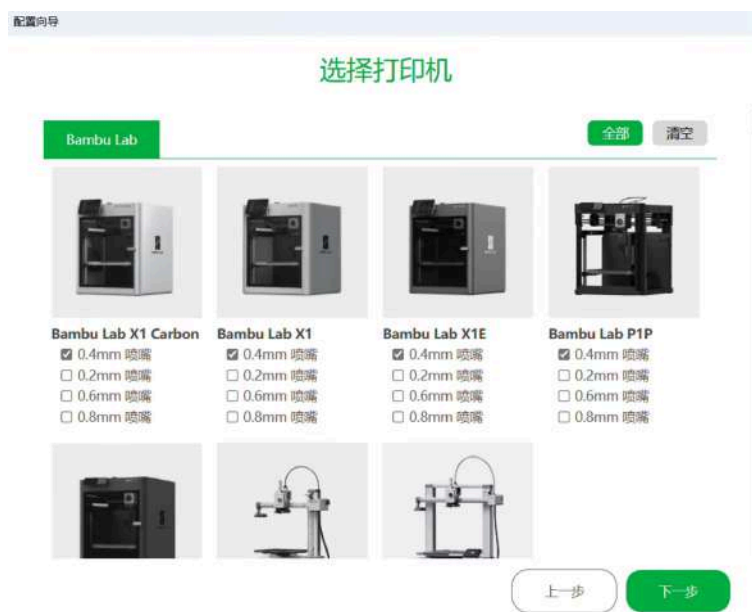 配置向导
选择打印机
Bambu Lab
全部
清空
Bambu Lab X1 Carbon
0.4mm 喷嘴
0.2mm 喷嘴
0.6mm 喷嘴
0.8mm 喷嘴
Bambu Lab X1
0.4mm 喷嘴
0.2mm 喷嘴
0.6mm 喷嘴
0.8mm 喷嘴
Bambu Lab X1E
0.4mm 喷嘴
0.2mm 喷嘴
0.6mm 喷嘴
0.8mm 喷嘴
Bambu Lab P1P
0.4mm 喷嘴
0.2mm 喷嘴
0.6mm 喷嘴
0.8mm 喷嘴
上一步
下一步